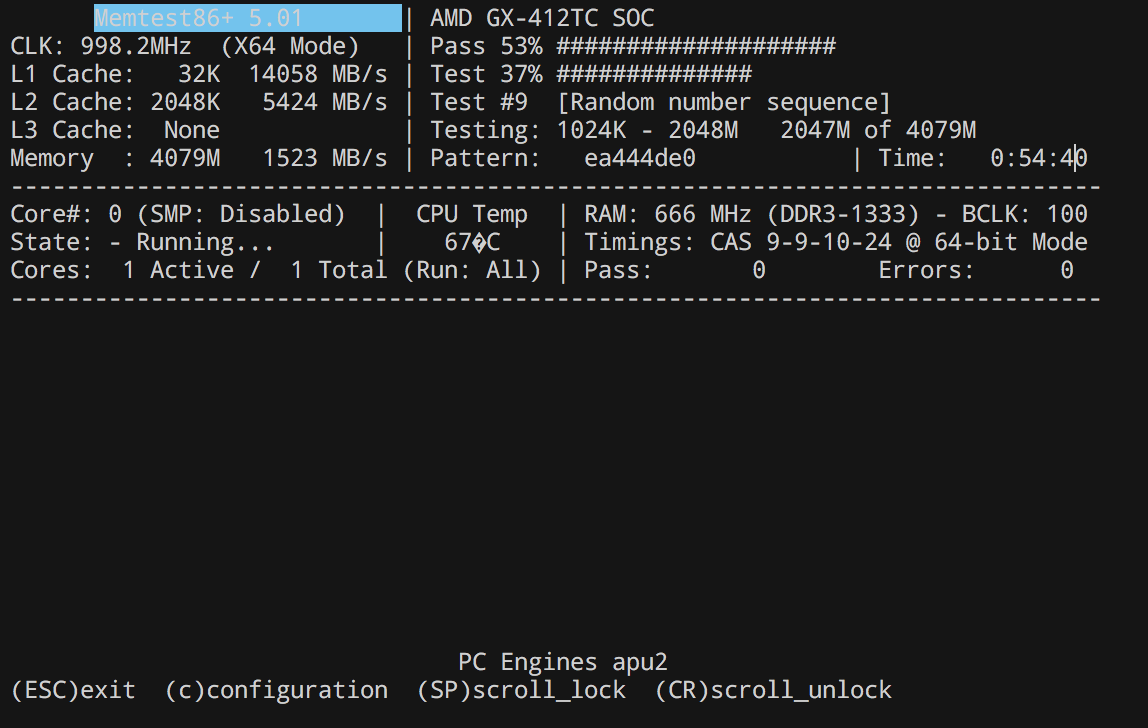 Memtest86+ 5.01 | AMD GX-412TC SOC
CLK: 998.2MHz (X64 Mode) | Pass 53% ####################
L1 Cache: 32K 14058 MB/s | Test 37% ##############
L2 Cache: 2048K 5424 MB/s | Test #9 [Random number sequence]
L3 Cache: None | Testing: 1024K - 2048M 2047M of 4079M
Memory : 4079M 1523 MB/s | Pattern: ea444de0 | Time: 0:54:40
------------------------------------------------------------------------------
Core#: 0 (SMP: Disabled) | CPU Temp | RAM: 666 MHz (DDR3-1333) - BCLK: 100
State: - Running... | 67�C | Timings: CAS 9-9-10-24 @ 64-bit Mode
Cores: 1 Active / 1 Total (Run: All) | Pass: 0 Errors: 0
------------------------------------------------------------------------------
PC Engines apu2
(ESC)exit (c)configuration (SP)scroll_lock (CR)scroll_unlock